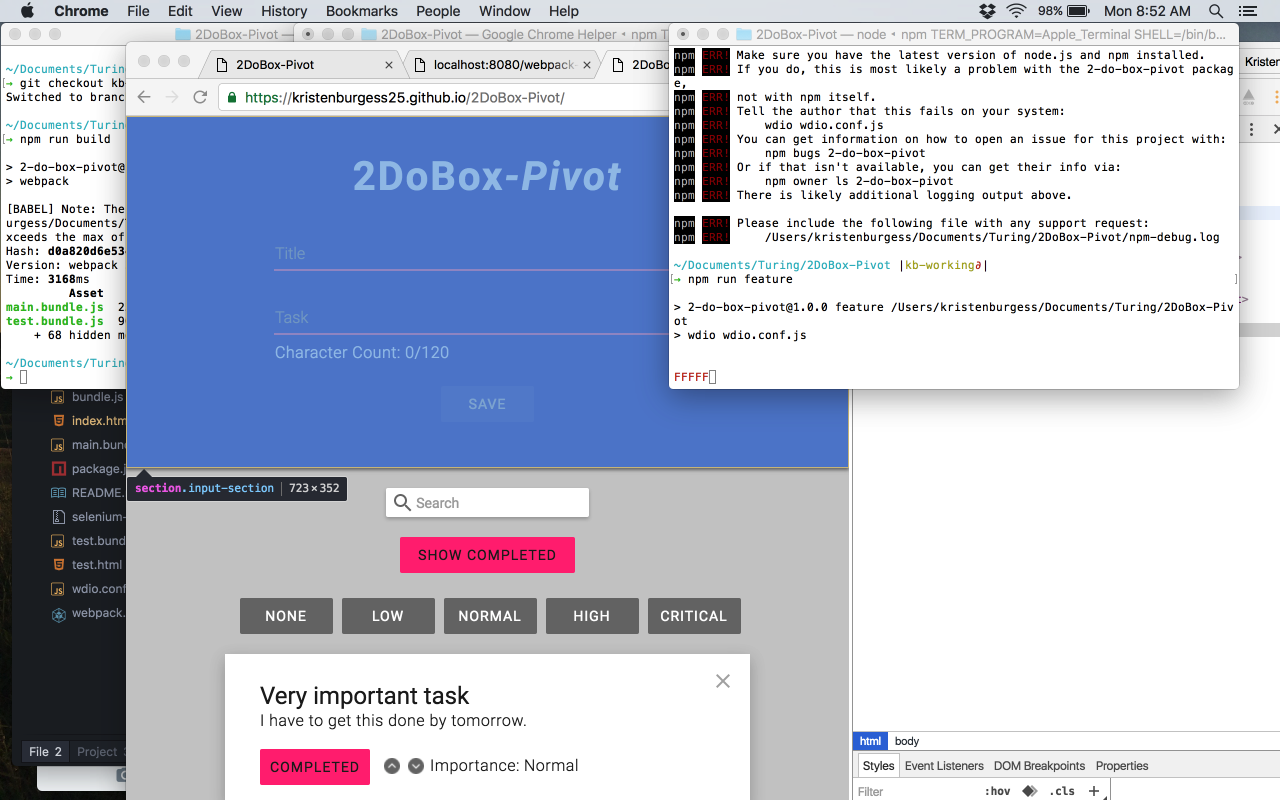 Chrome File Edit View History Bookmarks People Window Help 98% Mon 8:52 AM
2DoBox-Pivot —
2DoBox-Pivot — Google Chrome Helper ◂ npm T
2DoBox-Pivot — node ◂ npm TERM_PROGRAM=Apple_Terminal SHELL=/bin/b...
~/Documents/Turing
→ git checkout kb
Switched to branc
~/Documents/Turing
→ npm run build
> 2-do-box-pivot@
> webpack
[BABEL] Note: The
urgess/Documents/T
xceeds the max of
Hash: d0a820d6e53
Version: webpack
Time: 3168ms
Asset
main.bundle.js 2
test.bundle.js 9
+ 68 hidden m
~/Documents/Turing
→
2DoBox-Pivot
localhost:8080/webpack-
2DoBo
https://kristenburgess25.github.io/2DoBox-Pivot/
Kristen
npm ERR! Make sure you have the latest version of node.js and npm installed.
npm ERR! If you do, this is most likely a problem with the 2-do-box-pivot packag
e,
npm ERR! not with npm itself.
npm ERR! Tell the author that this fails on your system:
npm ERR! wdio wdio.conf.js
npm ERR! You can get information on how to open an issue for this project with:
npm ERR! npm bugs 2-do-box-pivot
npm ERR! Or if that isn't available, you can get their info via:
npm ERR! npm owner ls 2-do-box-pivot
npm ERR! There is likely additional logging output above.
npm ERR! Please include the following file with any support request:
npm ERR! /Users/kristenburgess/Documents/Turing/2DoBox-Pivot/npm-debug.log
~/Documents/Turing/2DoBox-Pivot |kb-working∂|
[→ npm run feature ]
> 2-do-box-pivot@1.0.0 feature /Users/kristenburgess/Documents/Turing/2DoBox-Piv
ot
> wdio wdio.conf.js
FFFFF
2DoBox-Pivot
Title
Task
Character Count: 0/120
SAVE
section.input-section | 723×352
Search
SHOW COMPLETED
NONE LOW NORMAL HIGH CRITICAL
Very important task
I have to get this done by tomorrow.
COMPLETED Importance: Normal
bundle.js
index.htm
main.bund
package.j
README.
selenium-
test.bund
test.html
wdio.conf
webpack.
File 2 Project
html body
Styles Event Listeners DOM Breakpoints Properties
Filter :hov .cls +